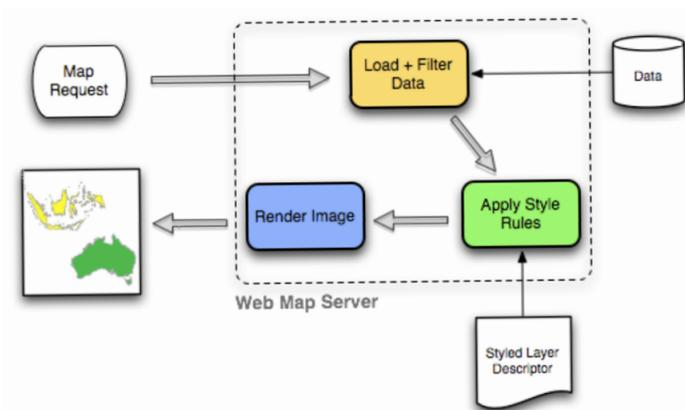 Map
Request
Load + Filter
Data
Data
Render Image
Apply Style
Rules
Web Map Server
Styled Layer
Descriptor